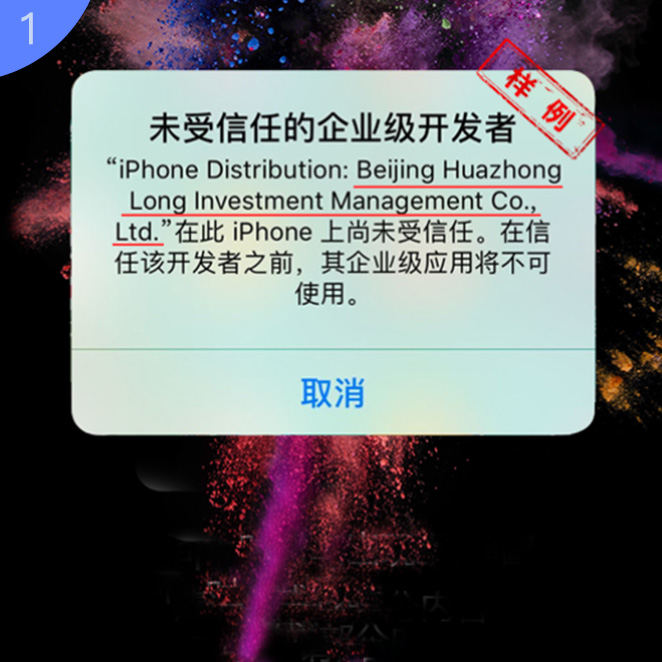 1
样例
未受信任的企业级开发者
“iPhone Distribution: Beijing Huazhong
Long Investment Management Co.,
Ltd.”在此 iPhone 上尚未受信任。在信
任该开发者之前，其企业级应用将不可
使用。
取消